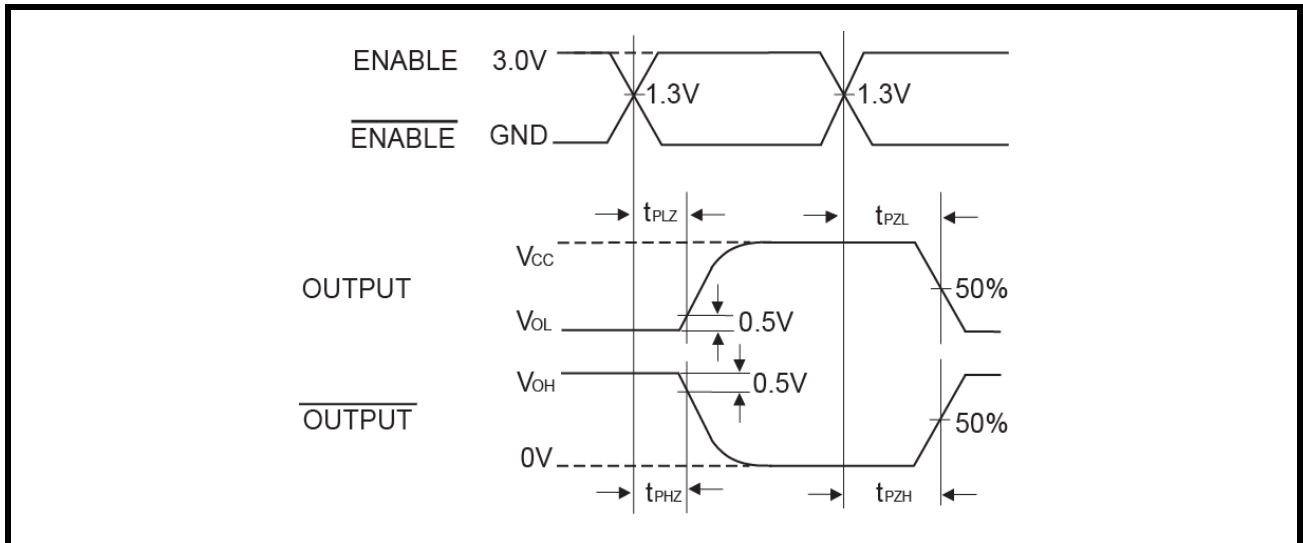 ENABLE 3.0V
1.3V 1.3V
ENABLE GND
tPLZ tPZL
VCC
OUTPUT 50%
VOL 0.5V
VOH 0.5V
OUTPUT 50%
0V
tPHZ tPZH